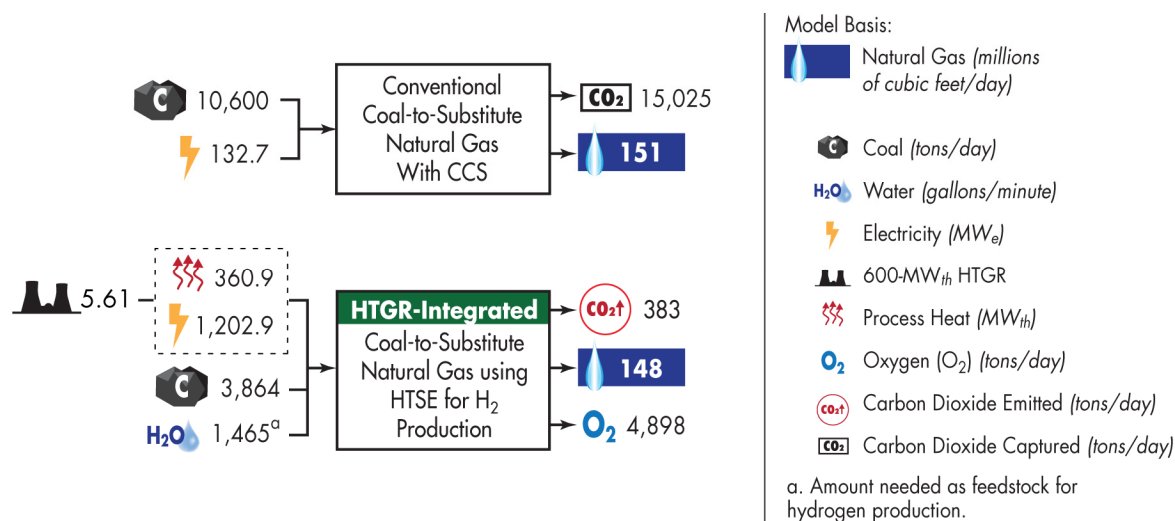 C 10,600
132.7
Conventional
Coal-to-Substitute
Natural Gas
With CCS
CO₂ 15,025
151
5.61
360.9
1,202.9
C 3,864
H₂O 1,465ᵃ
HTGR-Integrated
Coal-to-Substitute
Natural Gas using
HTSE for H₂
Production
CO₂↑ 383
148
O₂ 4,898
Model Basis:
Natural Gas (millions
of cubic feet/day)
C Coal (tons/day)
H₂O Water (gallons/minute)
Electricity (MWₑ)
600-MWₜₕ HTGR
Process Heat (MWₜₕ)
O₂ Oxygen (O₂) (tons/day)
CO₂↑ Carbon Dioxide Emitted (tons/day)
CO₂ Carbon Dioxide Captured (tons/day)
a. Amount needed as feedstock for
hydrogen production.